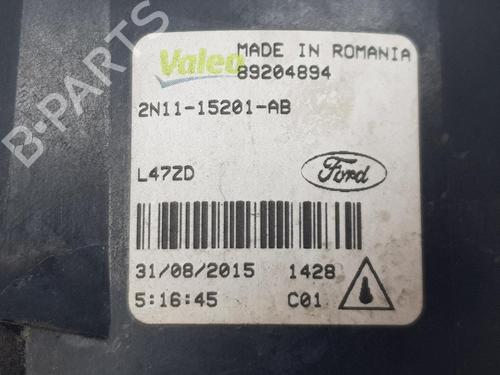 B-PARTS
Valeo
MADE IN ROMANIA
89204894
2N11-15201-AB
L47ZD
Ford
31/08/2015 1428
5:16:45 C01